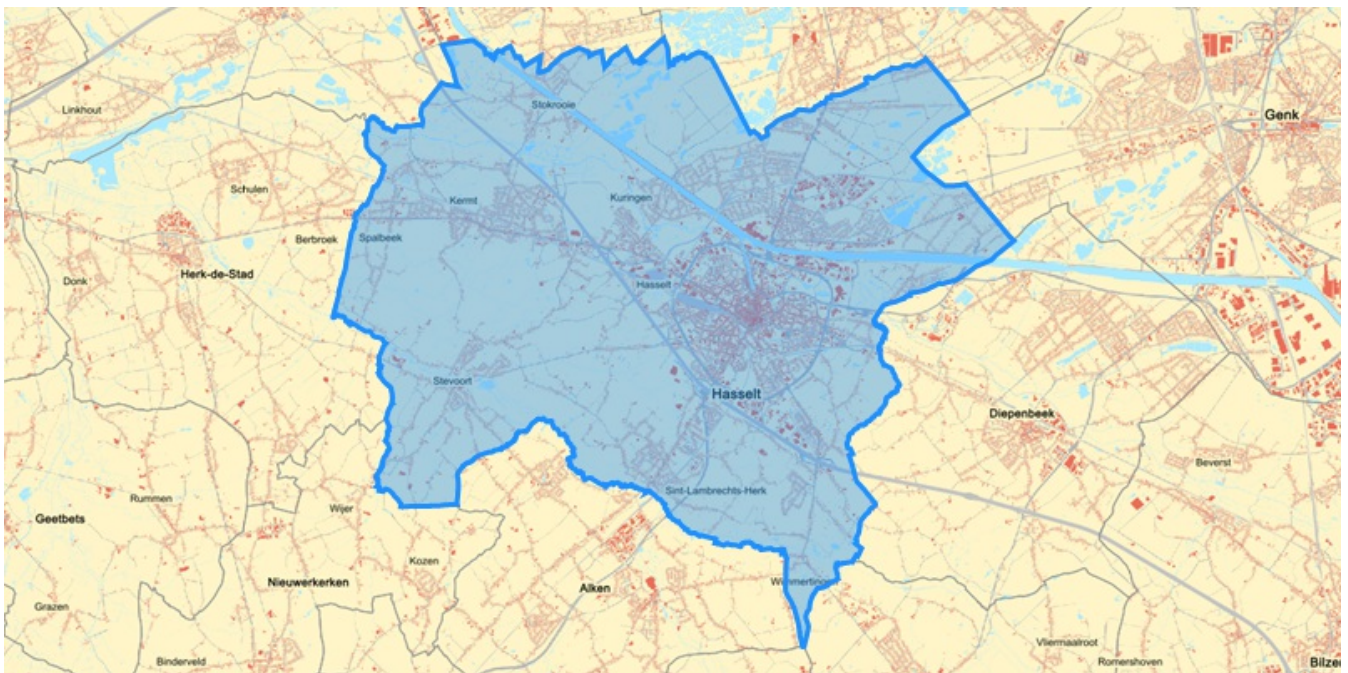 Linkhout
Stokrooie
Genk
Schulen
Kermt
Kuringen
Berbroek
Spalbeek
Herk-de-Stad
Donk
Hasselt
Stevoort
Hasselt
Diepenbeek
Beverst
Rummen
Sint-Lambrechts-Herk
Geetbets
Wijer
Kozen
Nieuwerkerken
Alken
Wimmertingen
Grazen
Vliermaalroot
Binderveld
Romershoven